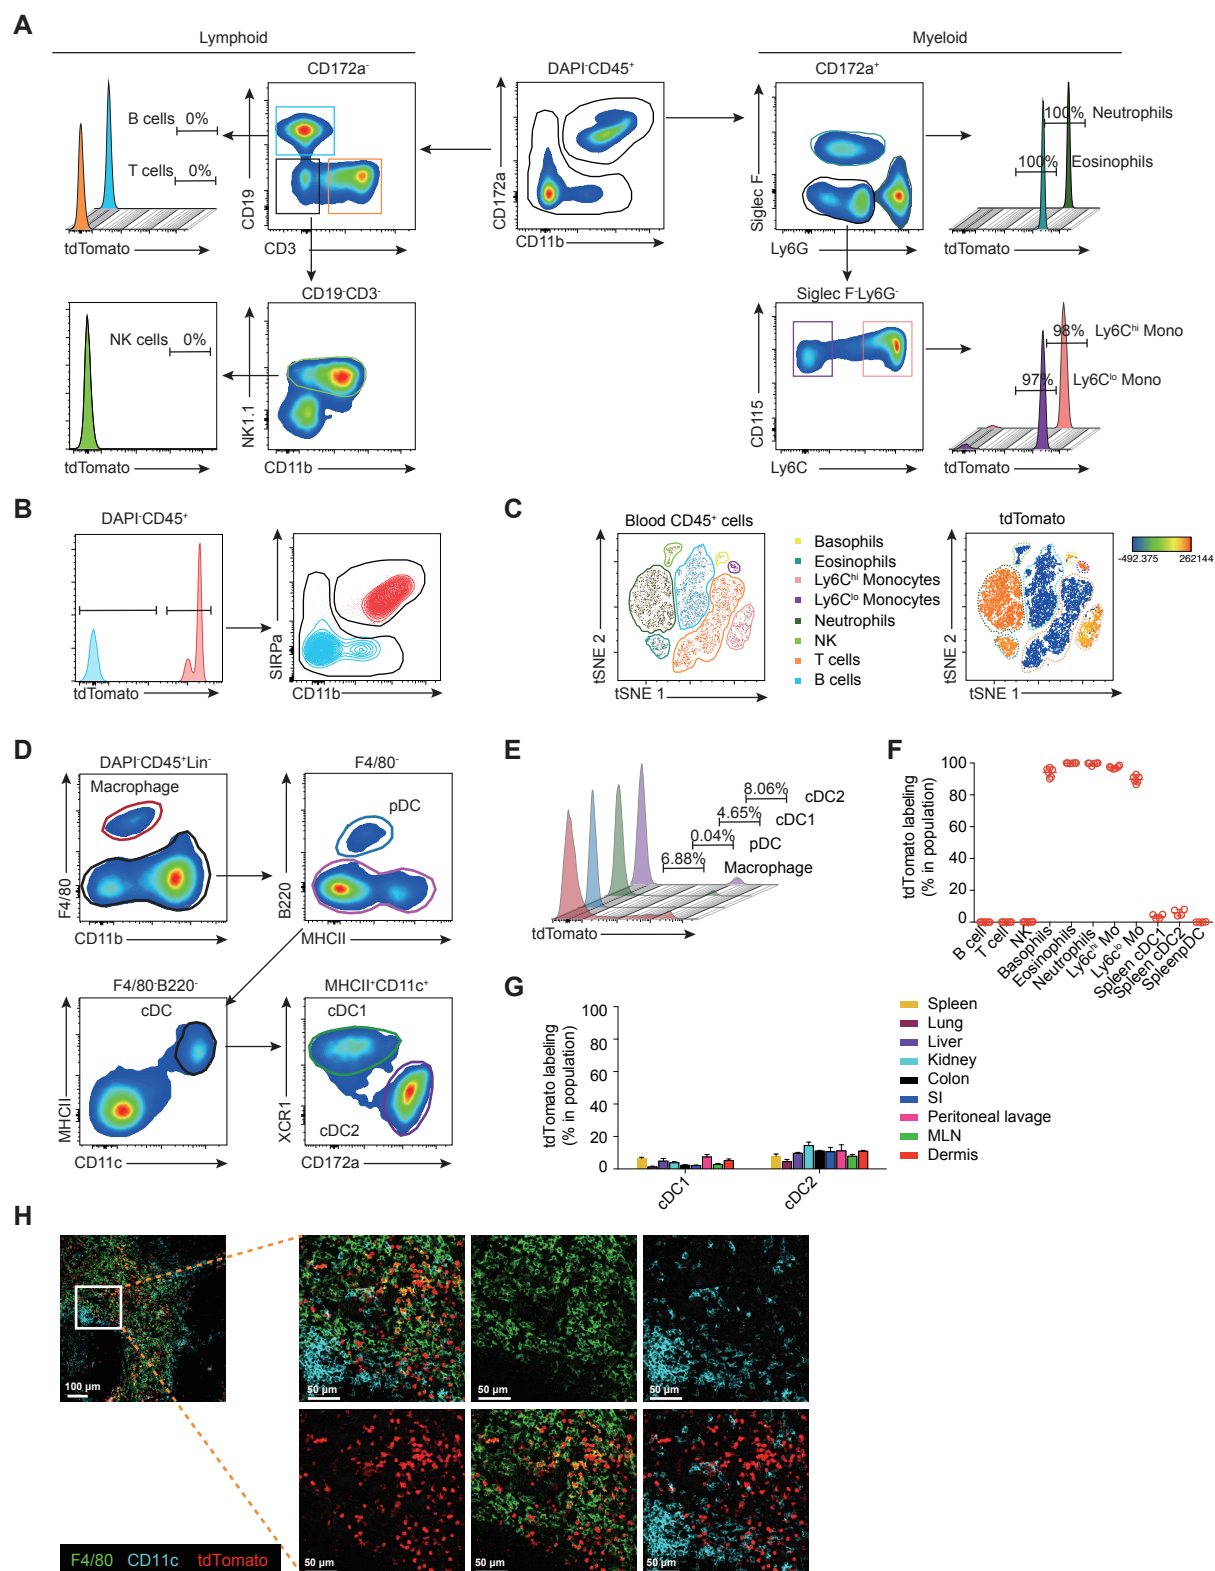 A
Lymphoid
Myeloid
CD172a-
DAPI-CD45+
CD172a+
B cells 0%
T cells 0%
tdTomato
CD19
CD3
CD172a
CD11b
Siglec F
Ly6G
100% Neutrophils
100% Eosinophils
tdTomato
NK cells 0%
tdTomato
CD19-CD3-
NK1.1
CD11b
Siglec F-Ly6G-
CD115
Ly6C
98% Ly6Chi Mono
97% Ly6Clo Mono
tdTomato
B
DAPI-CD45+
tdTomato
SIRPa
CD11b
C
Blood CD45+ cells
tSNE 2
tSNE 1
Basophils
Eosinophils
Ly6Chi Monocytes
Ly6Clo Monocytes
Neutrophils
NK
T cells
B cells
tdTomato
tSNE 2
tSNE 1
-492.375 262144
D
DAPI-CD45+Lin-
Macrophage
F4/80
CD11b
F4/80-
pDC
B220
MHCII
F4/80-B220-
cDC
MHCII
CD11c
MHCII+CD11c+
cDC1
cDC2
XCR1
CD172a
E
8.06% cDC2
4.65% cDC1
0.04% pDC
6.88% Macrophage
tdTomato
F
tdTomato labeling
(% in population)
100
80
60
40
20
0
B cell
T cell
NK
Basophils
Eosinophils
Neutrophils
Ly6chi Mo
Ly6clo Mo
Spleen cDC1
Spleen cDC2
SpleenpDC
G
tdTomato labeling
(% in population)
100
80
60
40
20
0
cDC1
cDC2
Spleen
Lung
Liver
Kidney
Colon
SI
Peritoneal lavage
MLN
Dermis
H
100 µm
50 µm
50 µm
50 µm
50 µm
50 µm
50 µm
F4/80 CD11c tdTomato